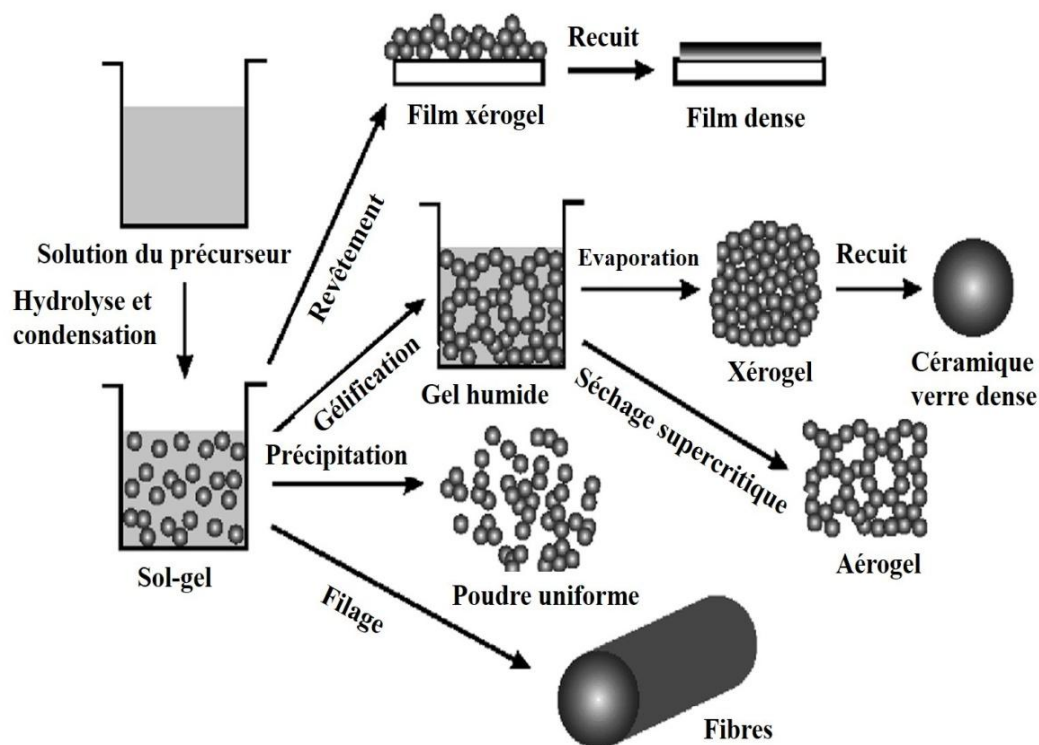 Recuit
Film xérogel
Film dense
Solution du précurseur
Hydrolyse et
condensation
Revêtement
Gélification
Gel humide
Evaporation
Recuit
Xérogel
Céramique
verre dense
Séchage supercritique
Aérogel
Précipitation
Poudre uniforme
Sol-gel
Filage
Fibres